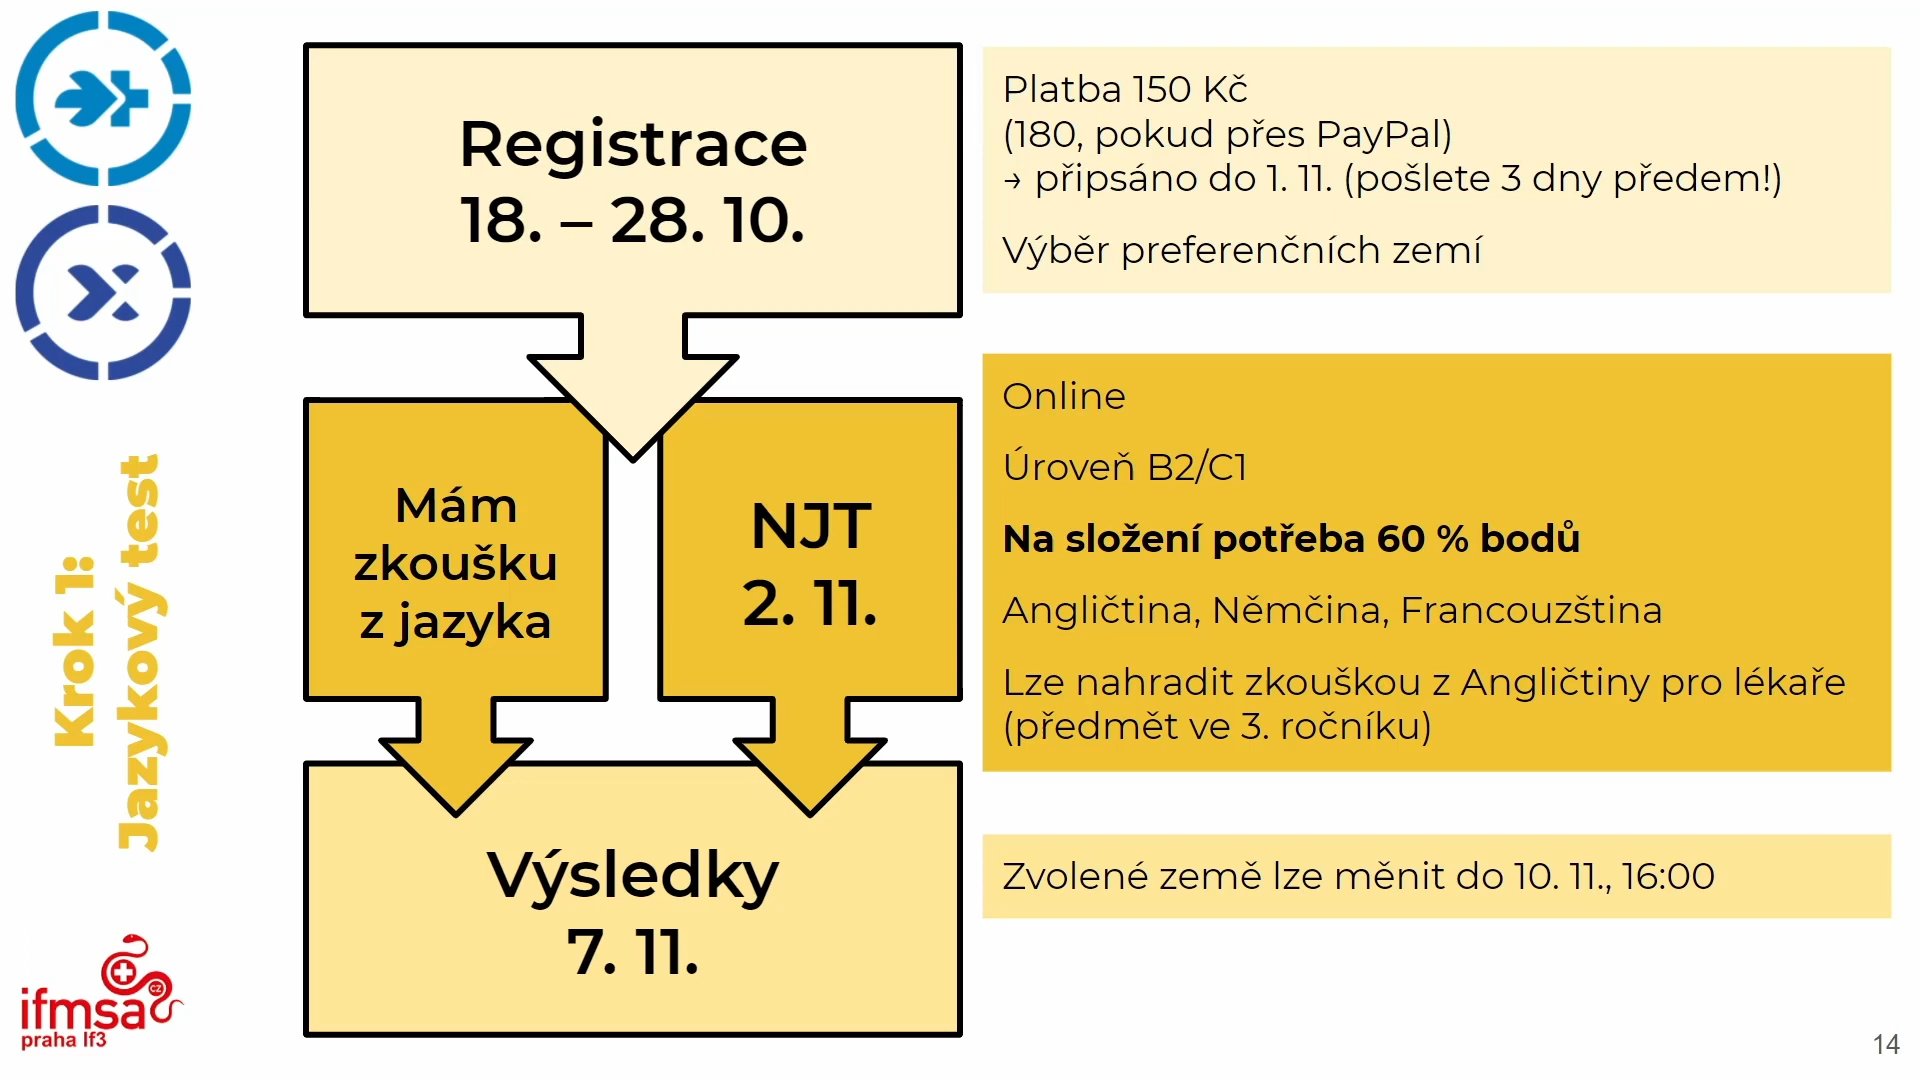 Krok 1:
Jazykový test
Registrace
18. – 28. 10.
Platba 150 Kč
(180, pokud přes PayPal)
→ připsáno do 1. 11. (pošlete 3 dny předem!)
Výběr preferenčních zemí
Mám
zkoušku
z jazyka
NJT
2. 11.
Online
Úroveň B2/C1
Na složení potřeba 60 % bodů
Angličtina, Němčina, Francouzština
Lze nahradit zkouškou z Angličtiny pro lékaře
(předmět ve 3. ročníku)
Výsledky
7. 11.
Zvolené země lze měnit do 10. 11., 16:00
CZ
ifmsa
praha lf3
14